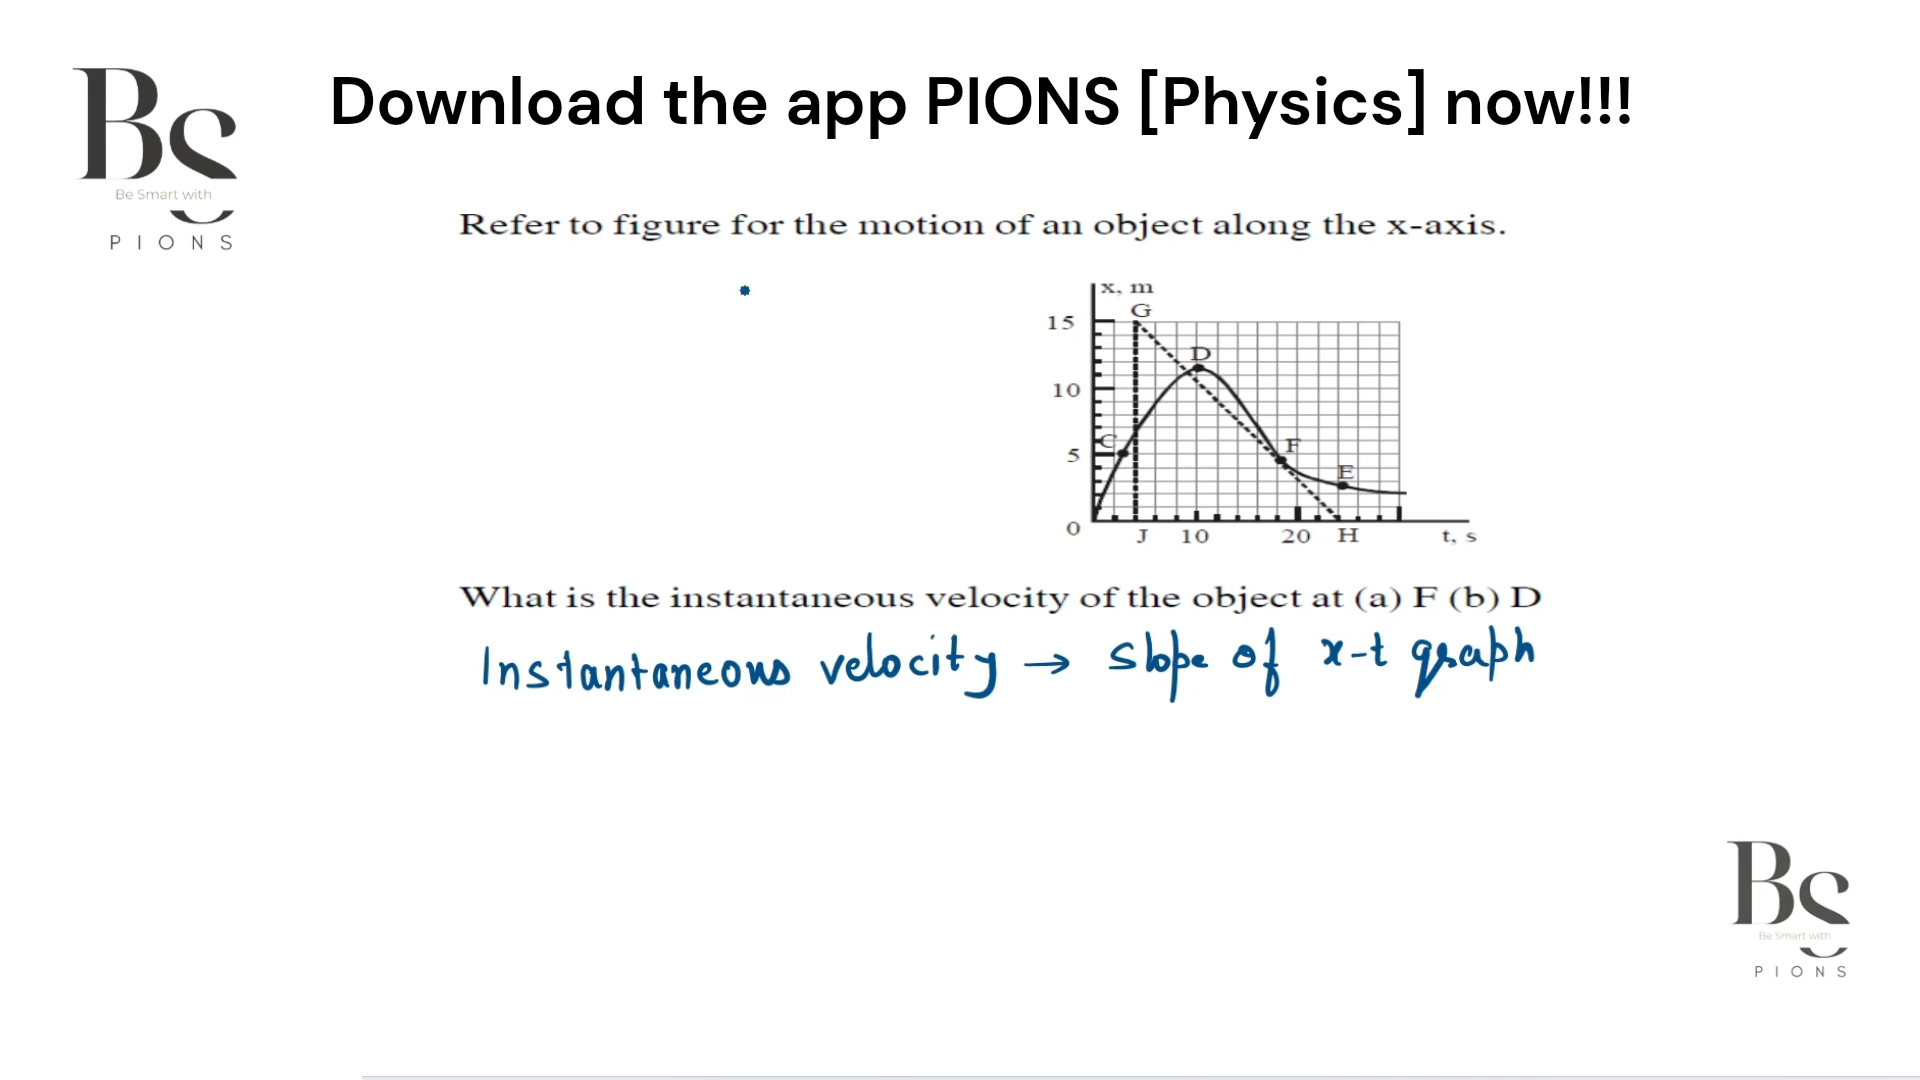 Download the app PIONS [Physics] now!!!
Bs
Be Smart with
PIONS
Refer to figure for the motion of an object along the x-axis.
x, m
G
15
D
10
C
F
5
E
0
J 10 20 H t, s
What is the instantaneous velocity of the object at (a) F (b) D
Instantaneous velocity → slope of x-t graph
Bs
Be Smart with
PIONS